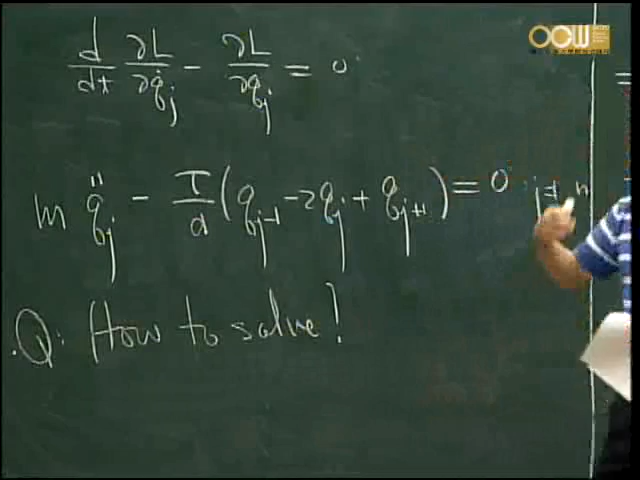 OCW
d/dt ∂L/∂q̇_j − ∂L/∂q_j = 0
m q̈_j − τ/d (q_{j-1} − 2q_j + q_{j+1}) = 0 j=1 n
Q: How to solve!